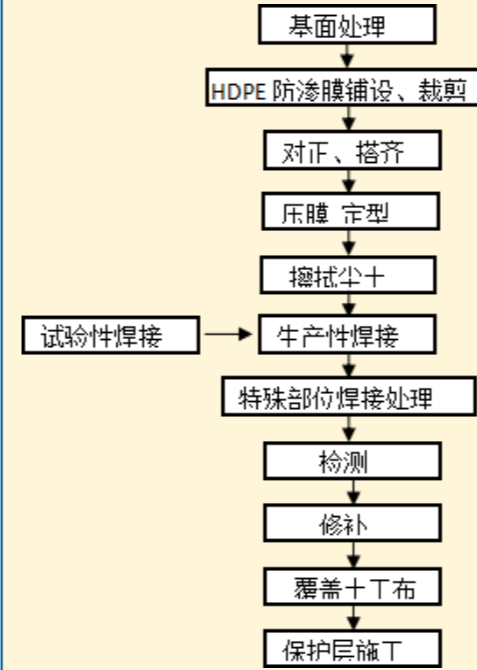 基面处理
HDPE 防渗膜铺设、裁剪
对正、搭齐
压膜 定型
擦拭尘土
试验性焊接
生产性焊接
特殊部位焊接处理
检测
修补
覆盖土工布
保护层施工